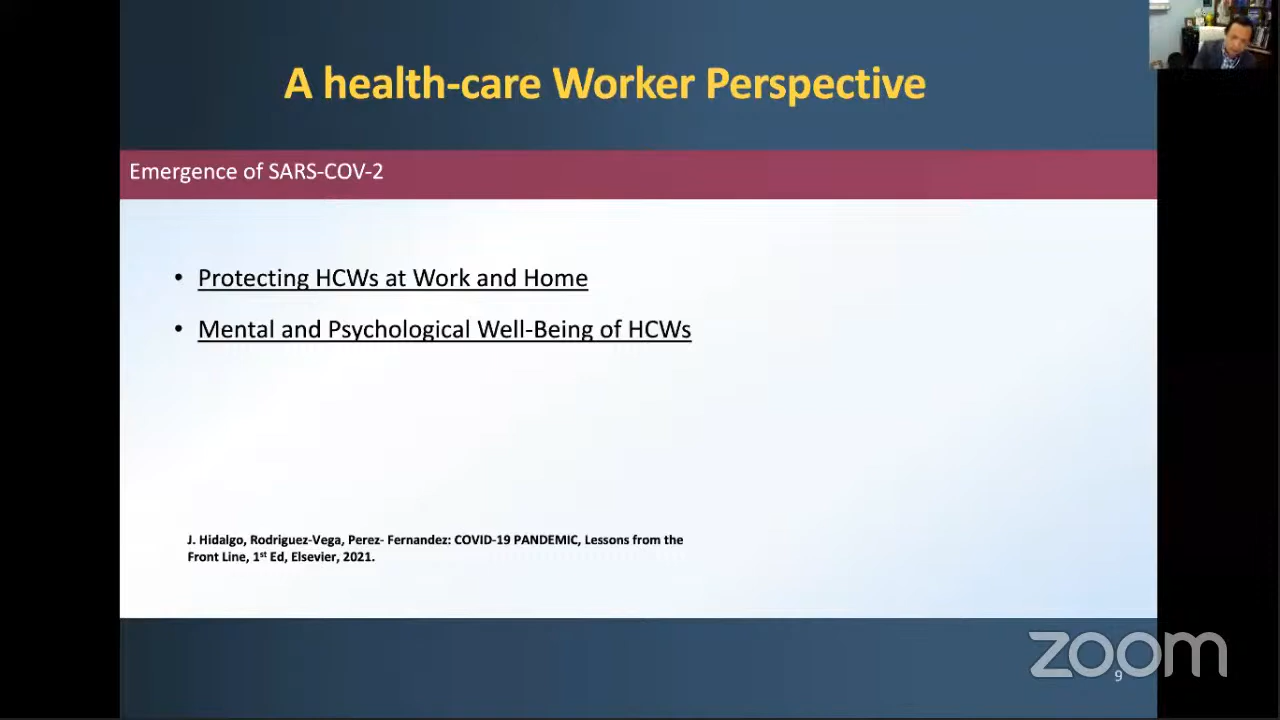 A health-care Worker Perspective
Emergence of SARS-COV-2
• Protecting HCWs at Work and Home
• Mental and Psychological Well-Being of HCWs
J. Hidalgo, Rodriguez-Vega, Perez- Fernandez: COVID-19 PANDEMIC, Lessons from the
Front Line, 1st Ed, Elsevier, 2021.
zoom
9